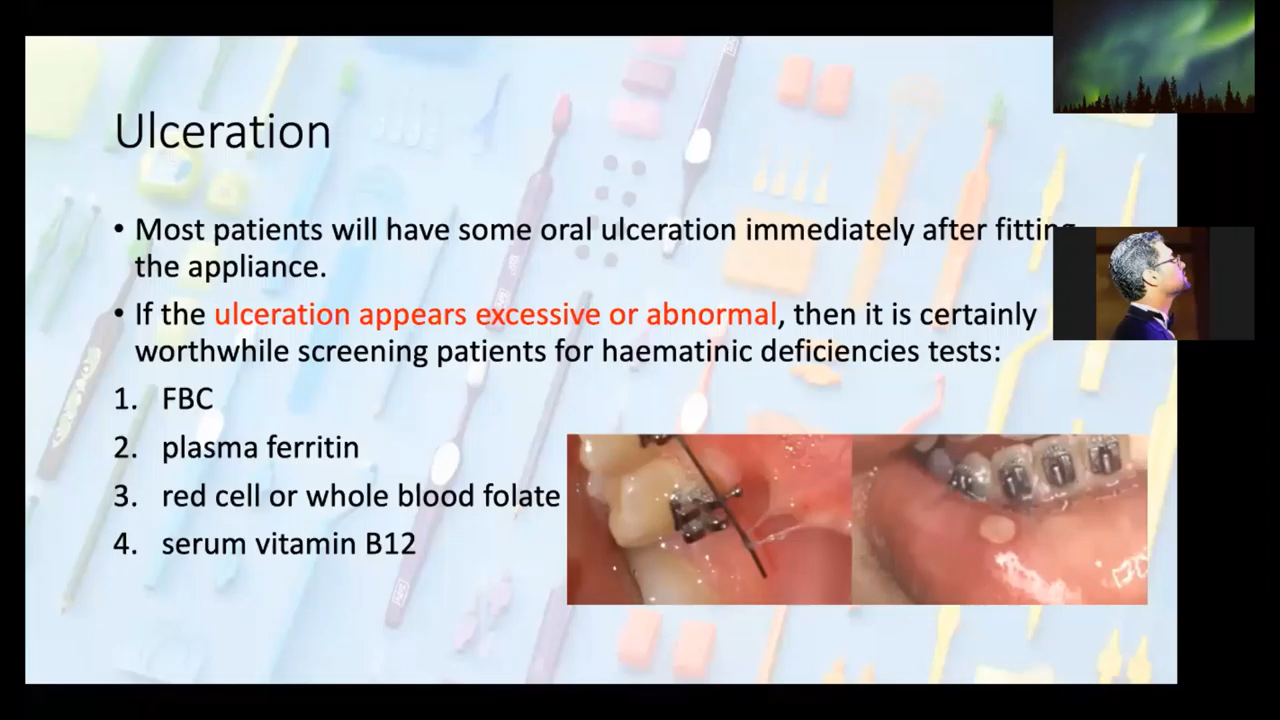 Ulceration
• Most patients will have some oral ulceration immediately after fitting
the appliance.
• If the ulceration appears excessive or abnormal, then it is certainly
worthwhile screening patients for haematinic deficiencies tests:
1. FBC
2. plasma ferritin
3. red cell or whole blood folate
4. serum vitamin B12